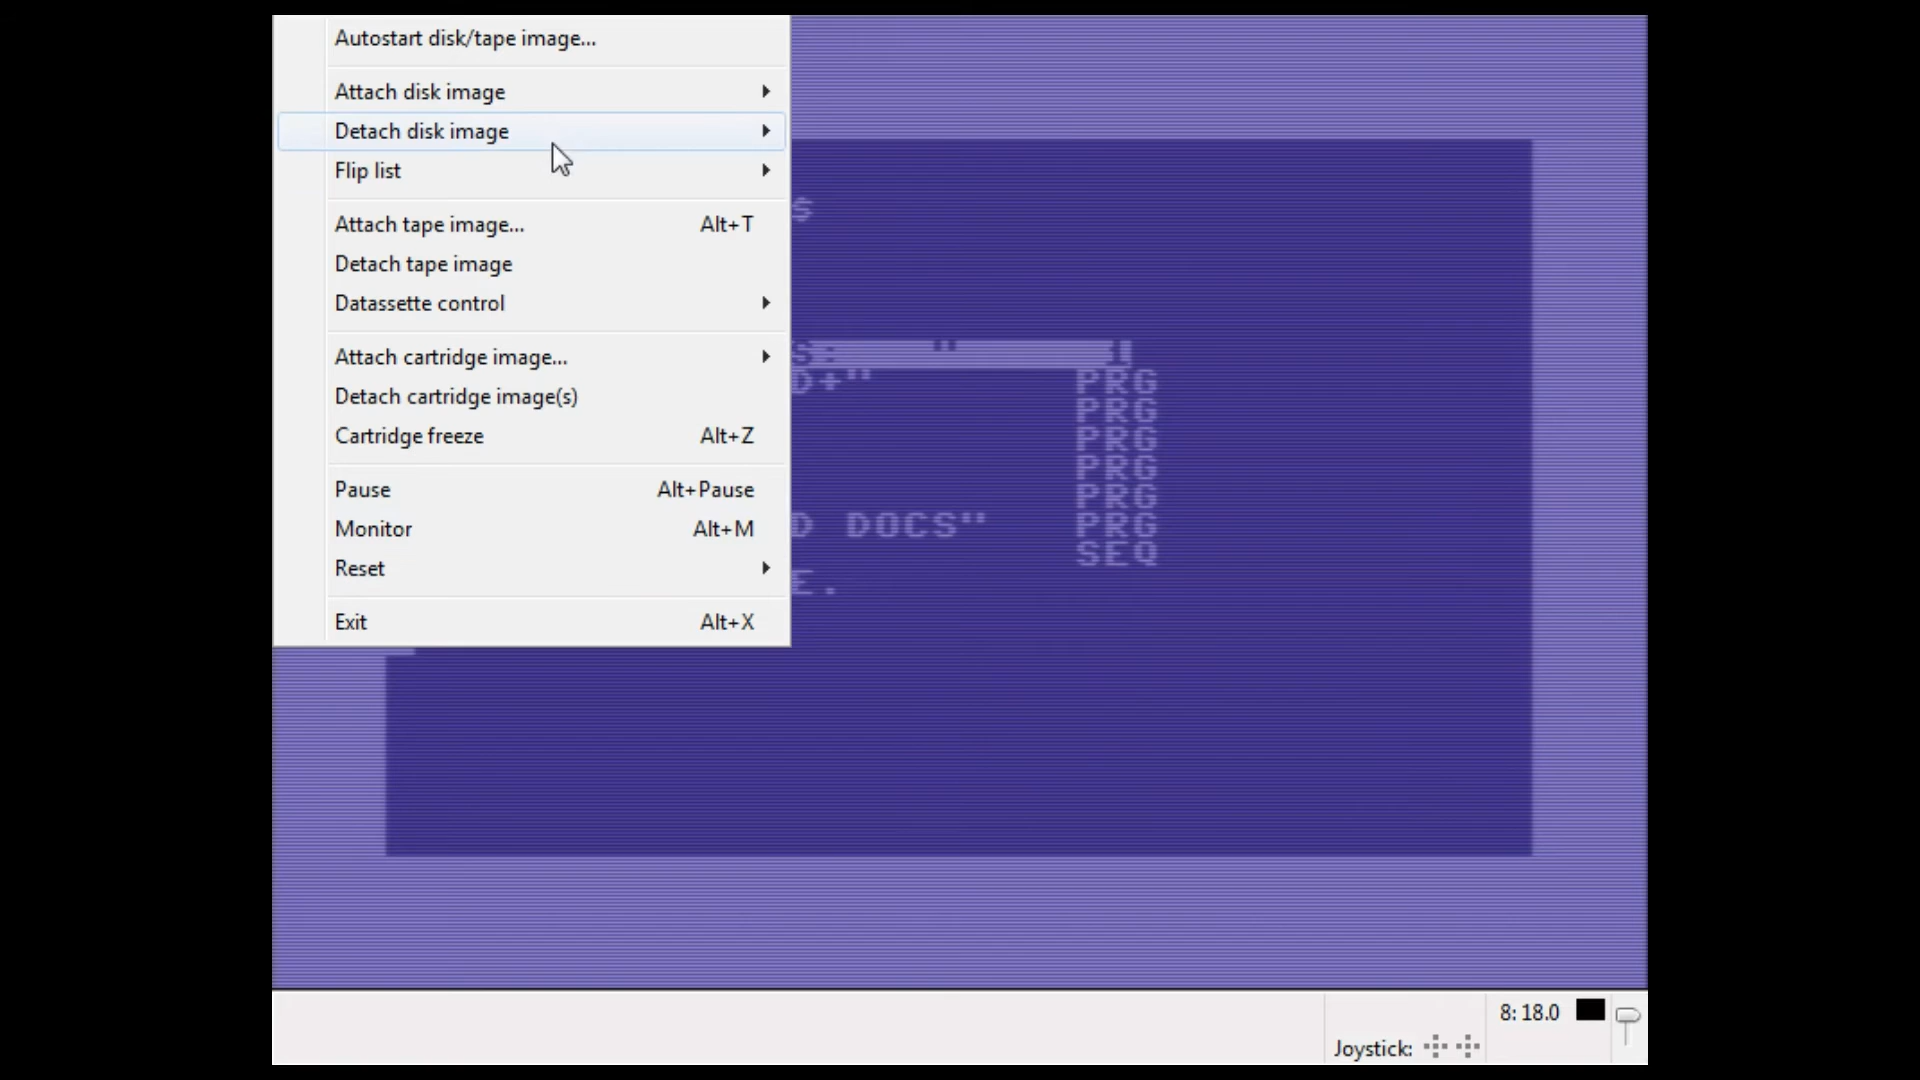 Autostart disk/tape image...
Attach disk image
Detach disk image
Flip list
$
Attach tape image... Alt+T
Detach tape image
Datassette control
Attach cartridge image...
S: "
D+" PRG
Detach cartridge image(s)
PRG
Cartridge freeze Alt+Z
PRG
PRG
Pause Alt+Pause
PRG
Monitor Alt+M
D DOCS" PRG
SEQ
Reset
E.
Exit Alt+X
8: 18.0
Joystick: